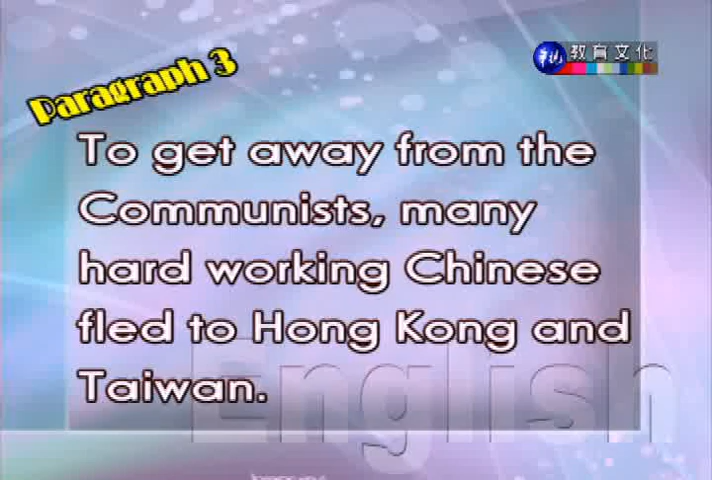 Paragraph 3
教育文化
To get away from the
Communists, many
hard working Chinese
fled to Hong Kong and
Taiwan.
English